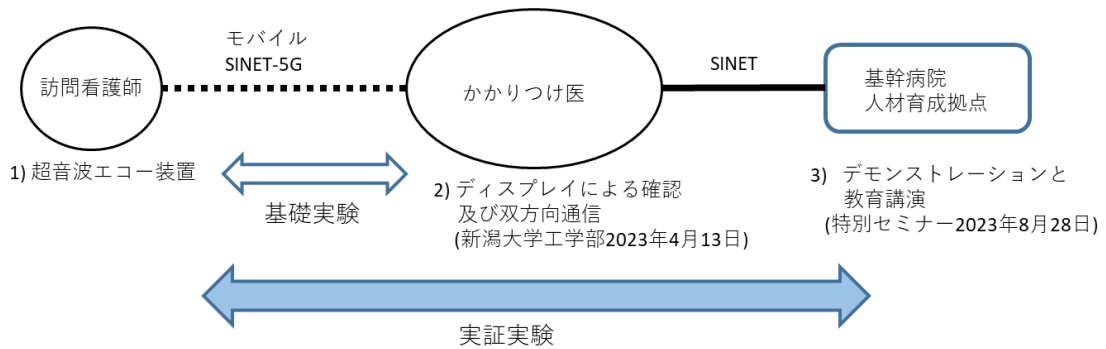 モバイル
SINET-5G
訪問看護師
かかりつけ医
SINET
基幹病院
人材育成拠点
1) 超音波エコー装置
基礎実験
2) ディスプレイによる確認
及び双方向通信
(新潟大学工学部2023年4月13日)
3) デモンストレーションと
教育講演
(特別セミナー2023年8月28日)
実証実験